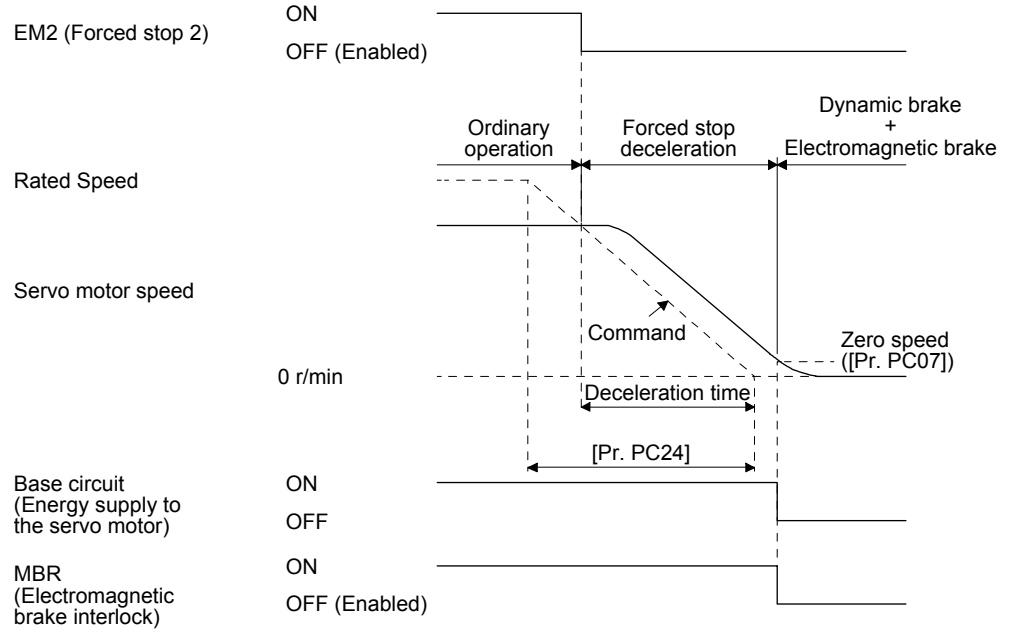 EM2 (Forced stop 2)
ON
OFF (Enabled)
Ordinary
operation
Forced stop
deceleration
Dynamic brake
+
Electromagnetic brake
Rated Speed
Servo motor speed
Command
Zero speed
([Pr. PC07])
0 r/min
Deceleration time
[Pr. PC24]
Base circuit
(Energy supply to
the servo motor)
ON
OFF
MBR
(Electromagnetic
brake interlock)
ON
OFF (Enabled)